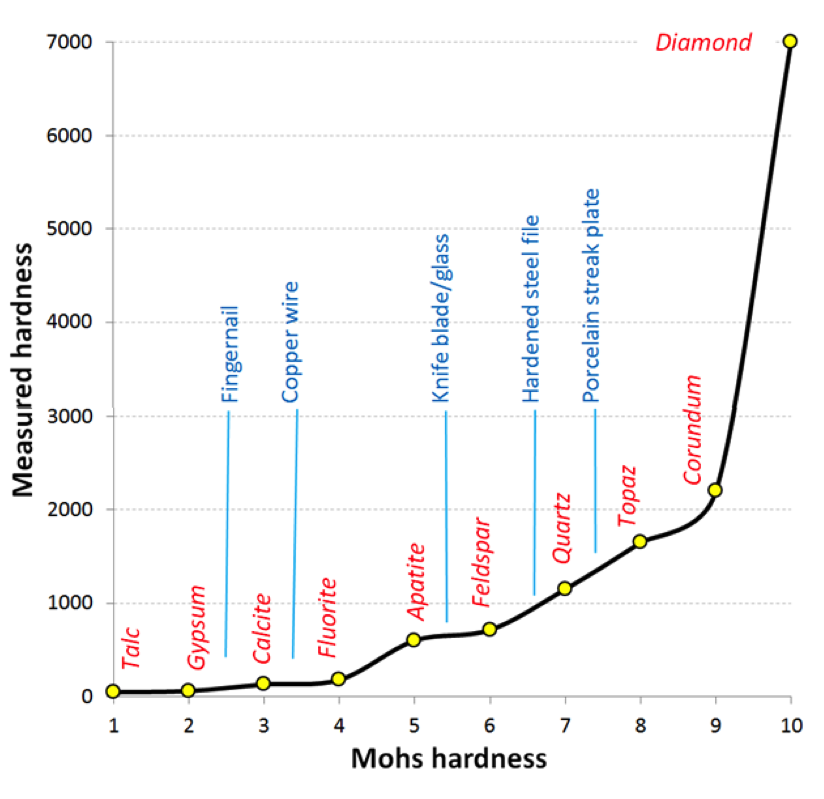 7000
6000
5000
4000
3000
2000
1000
0
Measured hardness
1 2 3 4 5 6 7 8 9 10
Mohs hardness
Talc
Gypsum
Fingernail
Calcite
Copper wire
Fluorite
Apatite
Knife blade/glass
Feldspar
Hardened steel file
Quartz
Porcelain streak plate
Topaz
Corundum
Diamond